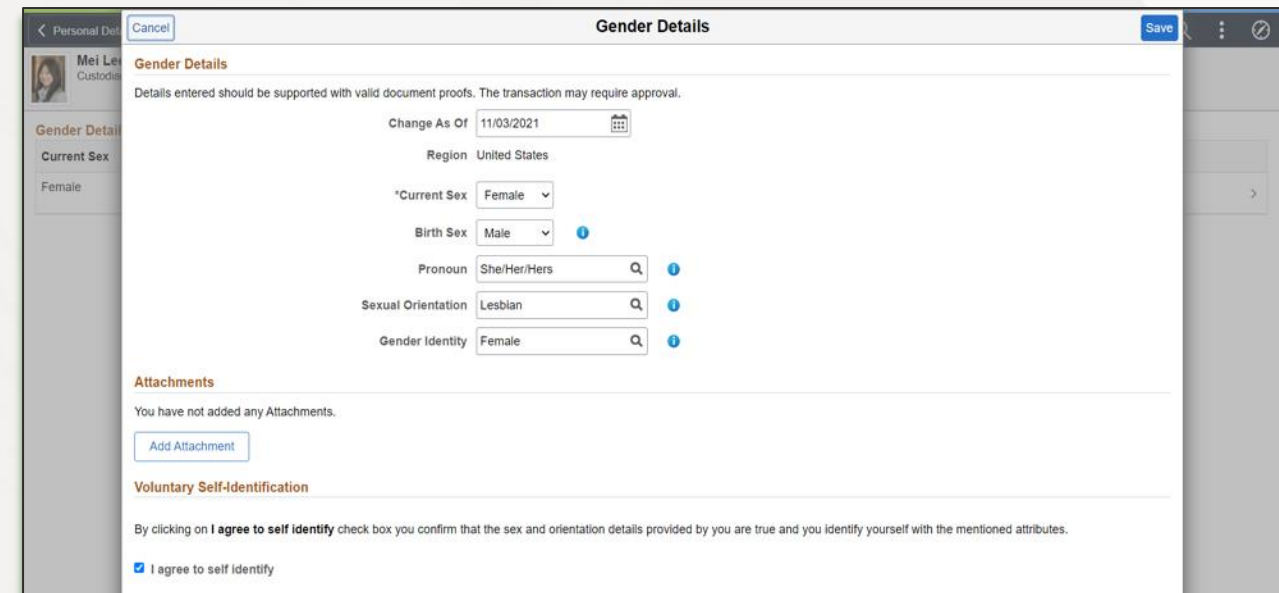 Personal Det
Cancel
Gender Details
Save
Mei Le
Custodia
Gender Details
Details entered should be supported with valid document proofs. The transaction may require approval.
Change As Of 11/03/2021
Gender Detail
Region United States
Current Sex
*Current Sex Female
Female
Birth Sex Male
Pronoun She/Her/Hers
Sexual Orientation Lesbian
Gender Identity Female
Attachments
You have not added any Attachments.
Add Attachment
Voluntary Self-Identification
By clicking on I agree to self identify check box you confirm that the sex and orientation details provided by you are true and you identify yourself with the mentioned attributes.
I agree to self identify